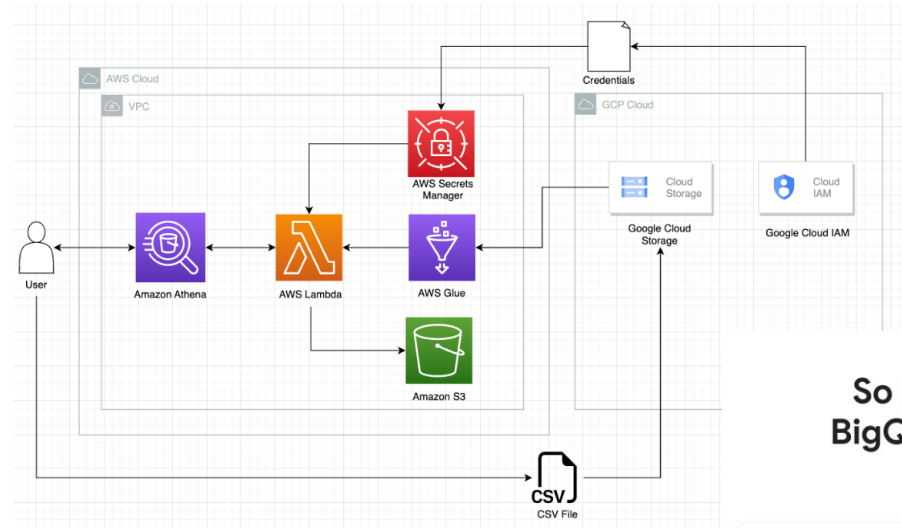 Credentials
AWS Cloud
GCP Cloud
VPC
AWS Secrets
Manager
Cloud
Storage
Cloud
IAM
Google Cloud
Storage
Google Cloud IAM
User
Amazon Athena
AWS Lambda
AWS Glue
Amazon S3
So
BigQ
CSV
CSV File